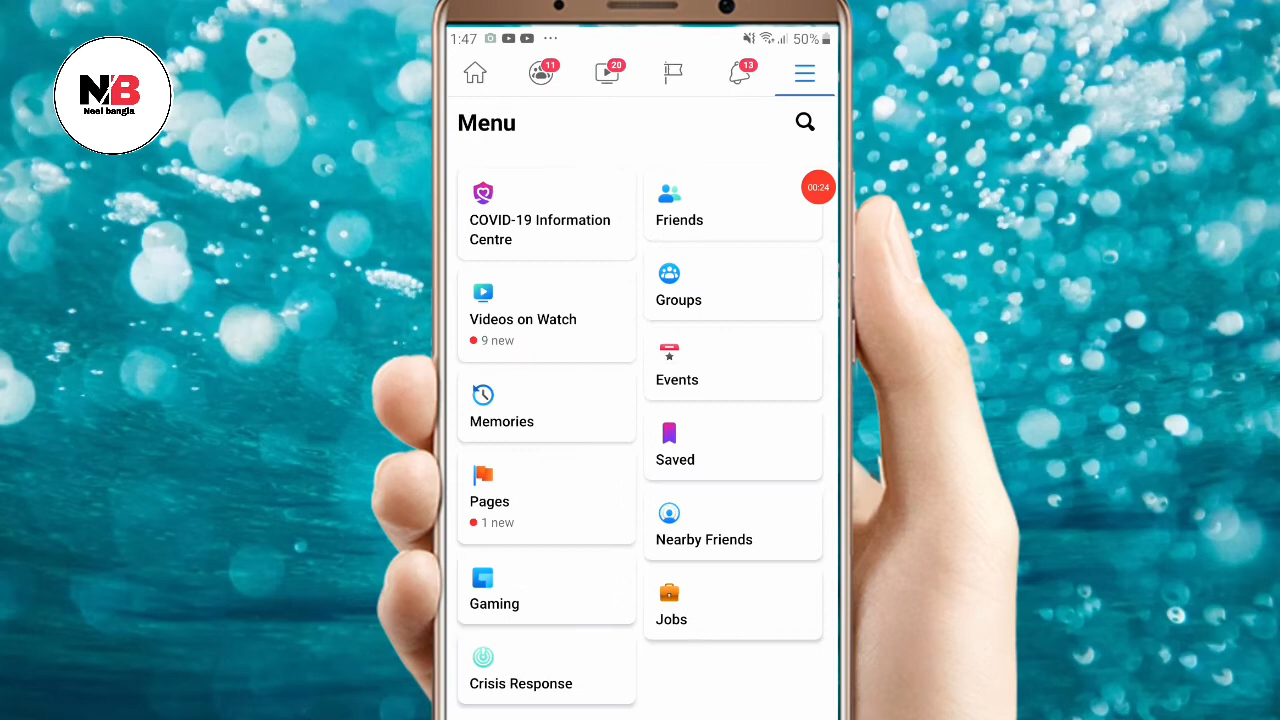 NB
Neel bangla
1:47
50%
11
20
13
Menu
00:24
COVID-19 Information
Centre
Friends
Groups
Videos on Watch
9 new
Events
Memories
Saved
Pages
1 new
Nearby Friends
Gaming
Jobs
Crisis Response